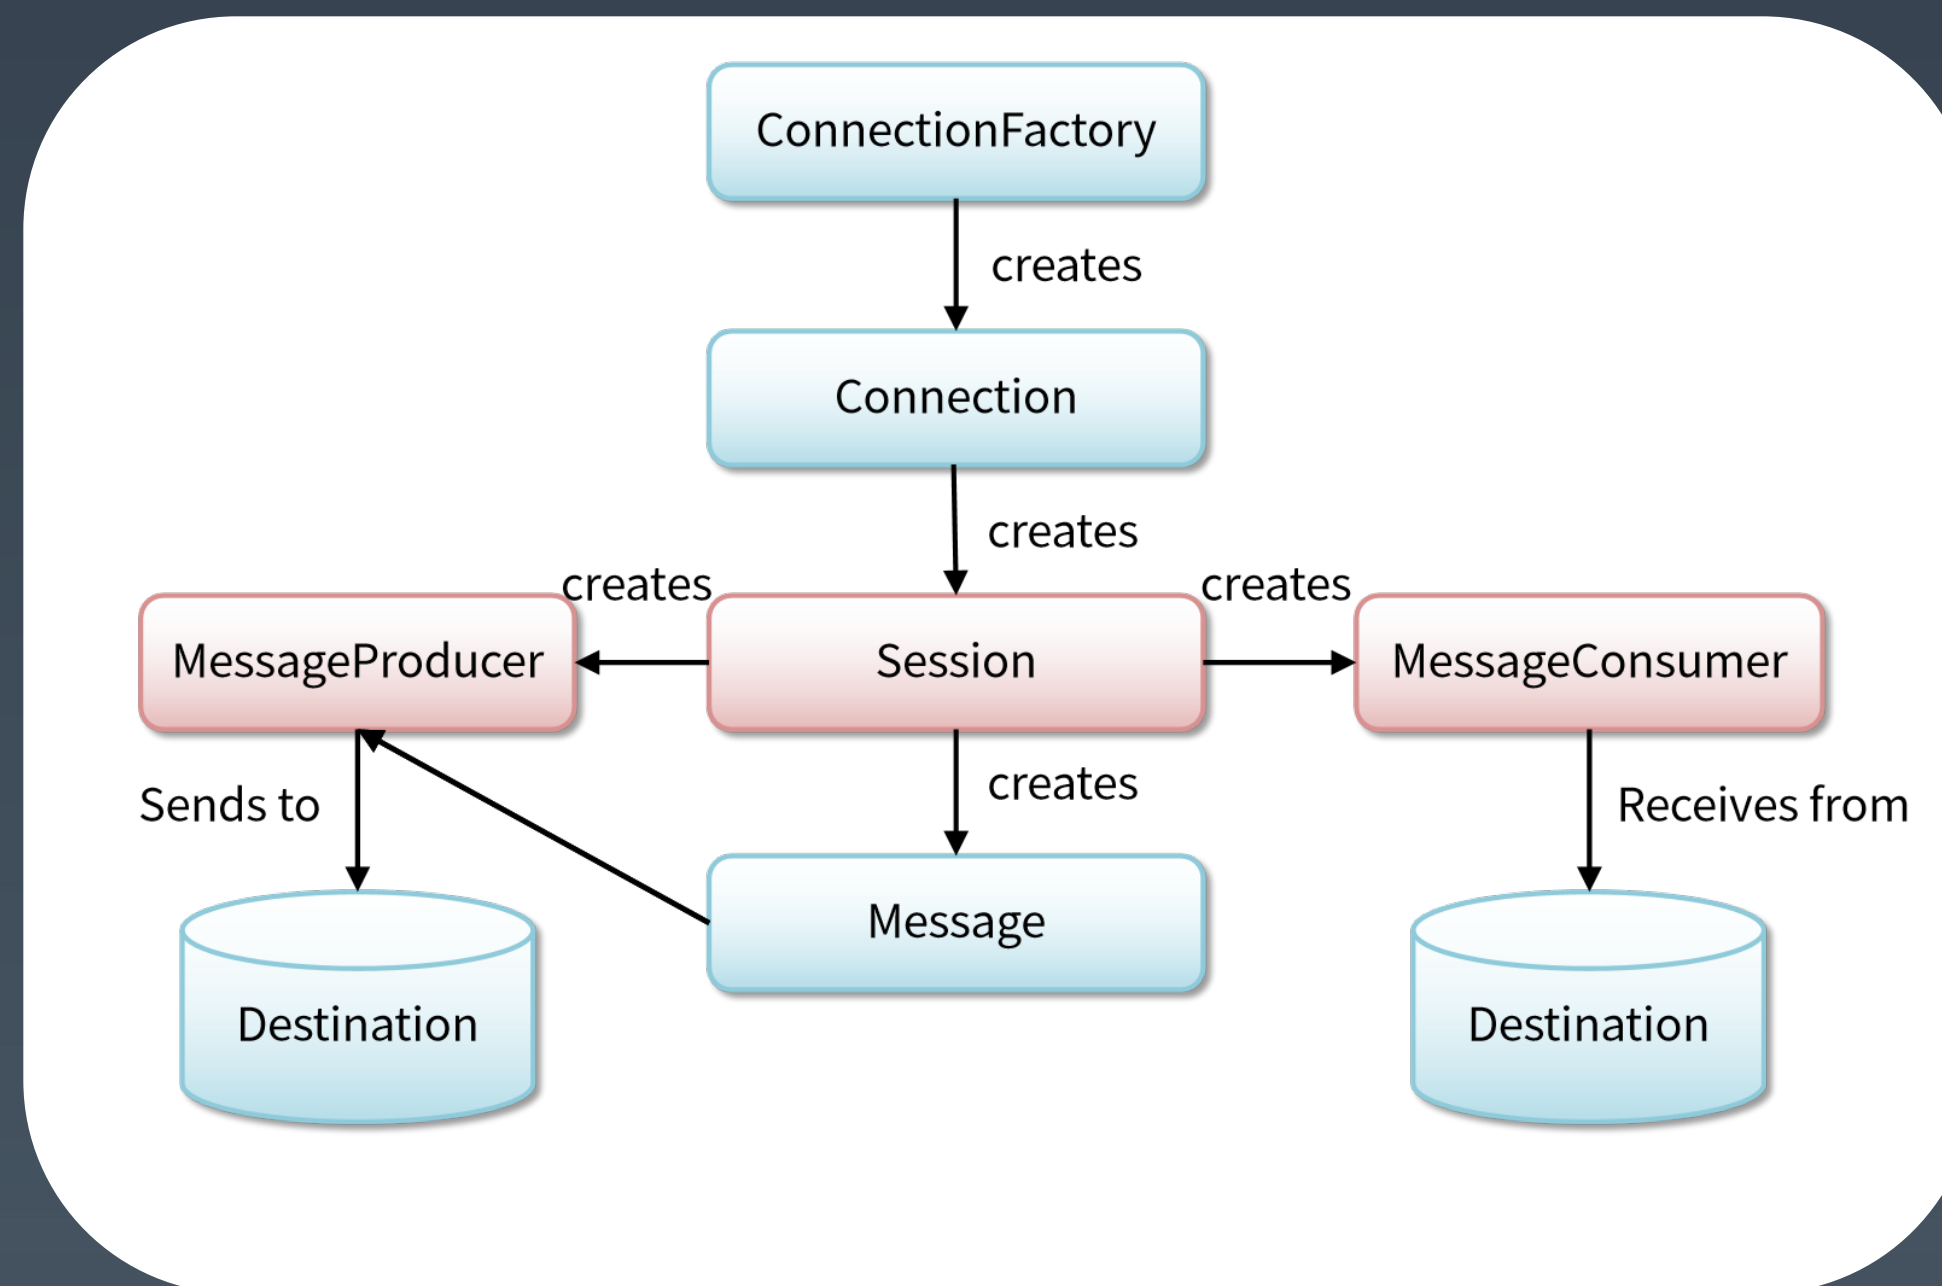 ConnectionFactory
creates
Connection
creates
creates
creates
MessageProducer
Session
MessageConsumer
creates
Sends to
Receives from
Message
Destination
Destination